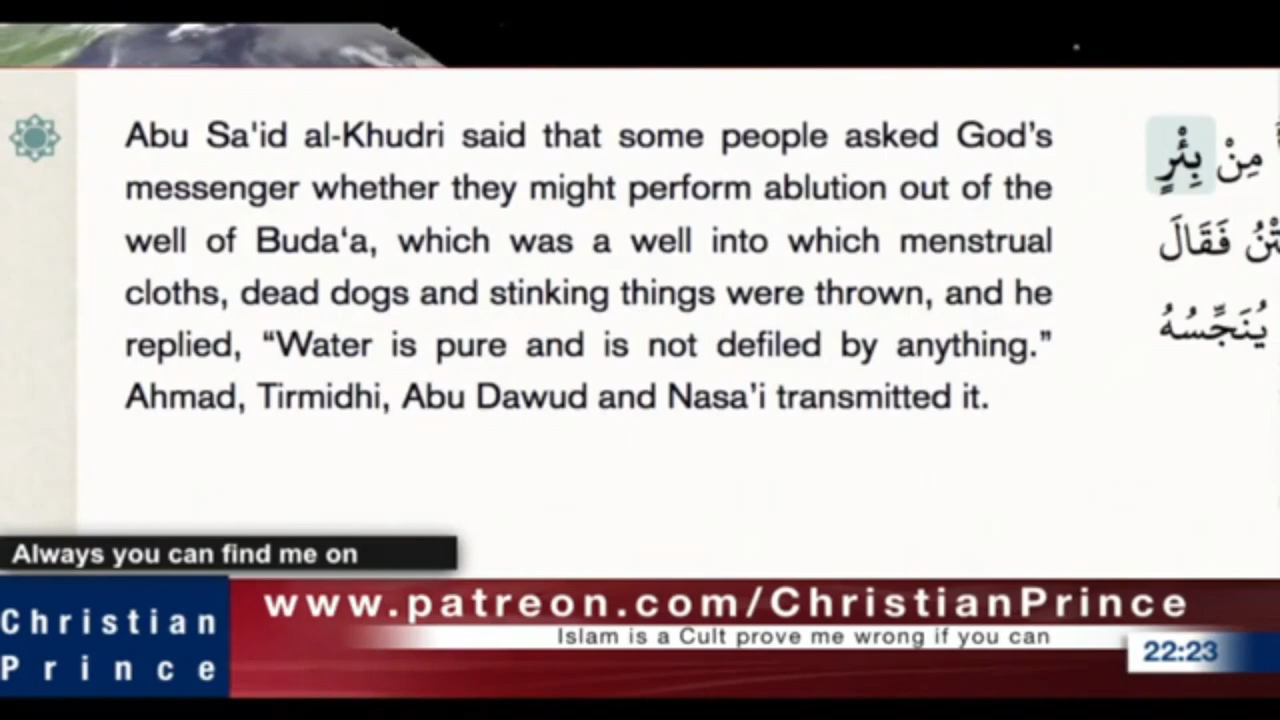 Abu Sa'id al-Khudri said that some people asked God's
messenger whether they might perform ablution out of the
well of Buda‘a, which was a well into which menstrual
cloths, dead dogs and stinking things were thrown, and he
replied, “Water is pure and is not defiled by anything.”
Ahmad, Tirmidhi, Abu Dawud and Nasa'i transmitted it.
مِنْ بِئْرِ
فَقَالَ
يُنَجِّسُهُ
Always you can find me on
Christian
Prince
www.patreon.com/ChristianPrince
Islam is a Cult prove me wrong if you can
22:23